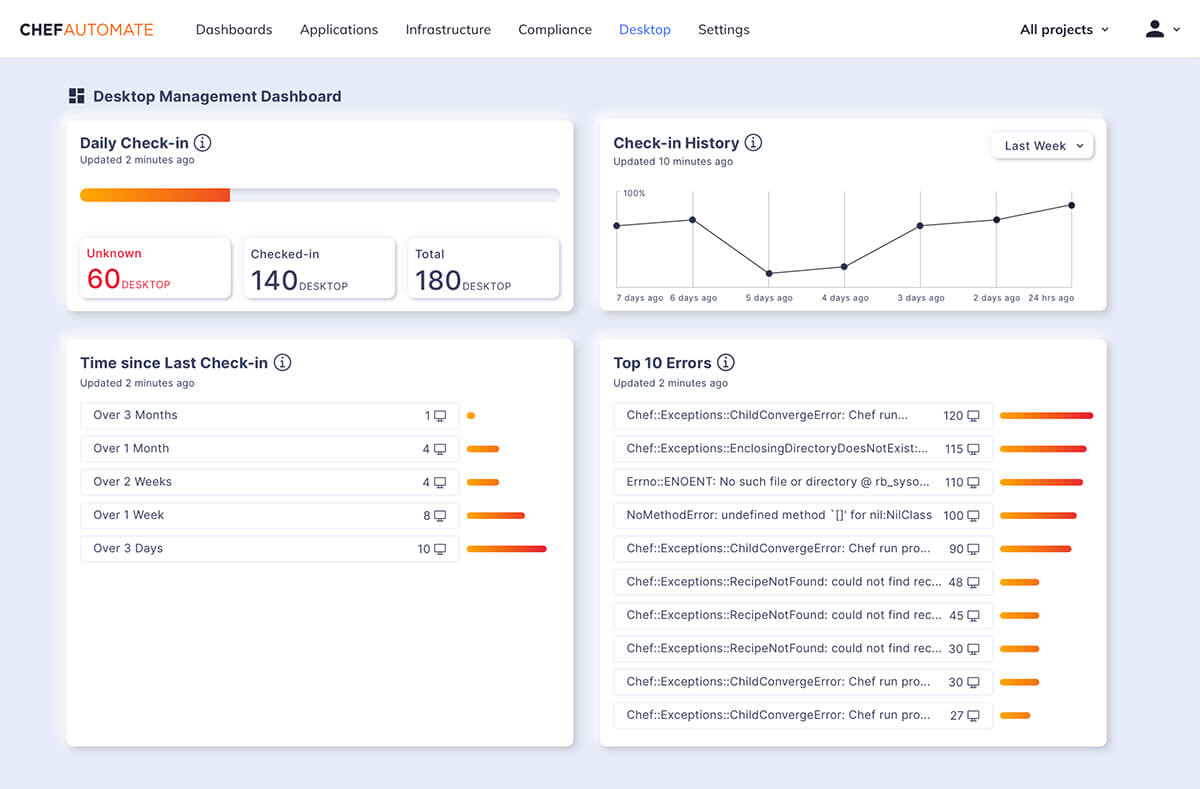 CHEFAUTOMATE Dashboards Applications Infrastructure Compliance Desktop Settings All projects
Desktop Management Dashboard
Daily Check-in
Updated 2 minutes ago
Unknown
60 DESKTOP
Checked-in
140 DESKTOP
Total
180 DESKTOP
Check-in History
Updated 10 minutes ago
Last Week
100%
7 days ago 6 days ago 5 days ago 4 days ago 3 days ago 2 days ago 24 hrs ago
Time since Last Check-in
Updated 2 minutes ago
Over 3 Months 1
Over 1 Month 4
Over 2 Weeks 4
Over 1 Week 8
Over 3 Days 10
Top 10 Errors
Updated 2 minutes ago
Chef::Exceptions::ChildConvergeError: Chef run... 120
Chef::Exceptions::EnclosingDirectoryDoesNotExist:... 115
Errno::ENOENT: No such file or directory @ rb_syso... 110
NoMethodError: undefined method `[]' for nil:NilClass 100
Chef::Exceptions::ChildConvergeError: Chef run pro... 90
Chef::Exceptions::RecipeNotFound: could not find rec... 48
Chef::Exceptions::RecipeNotFound: could not find rec... 45
Chef::Exceptions::RecipeNotFound: could not find rec... 30
Chef::Exceptions::ChildConvergeError: Chef run pro... 30
Chef::Exceptions::ChildConvergeError: Chef run pro... 27